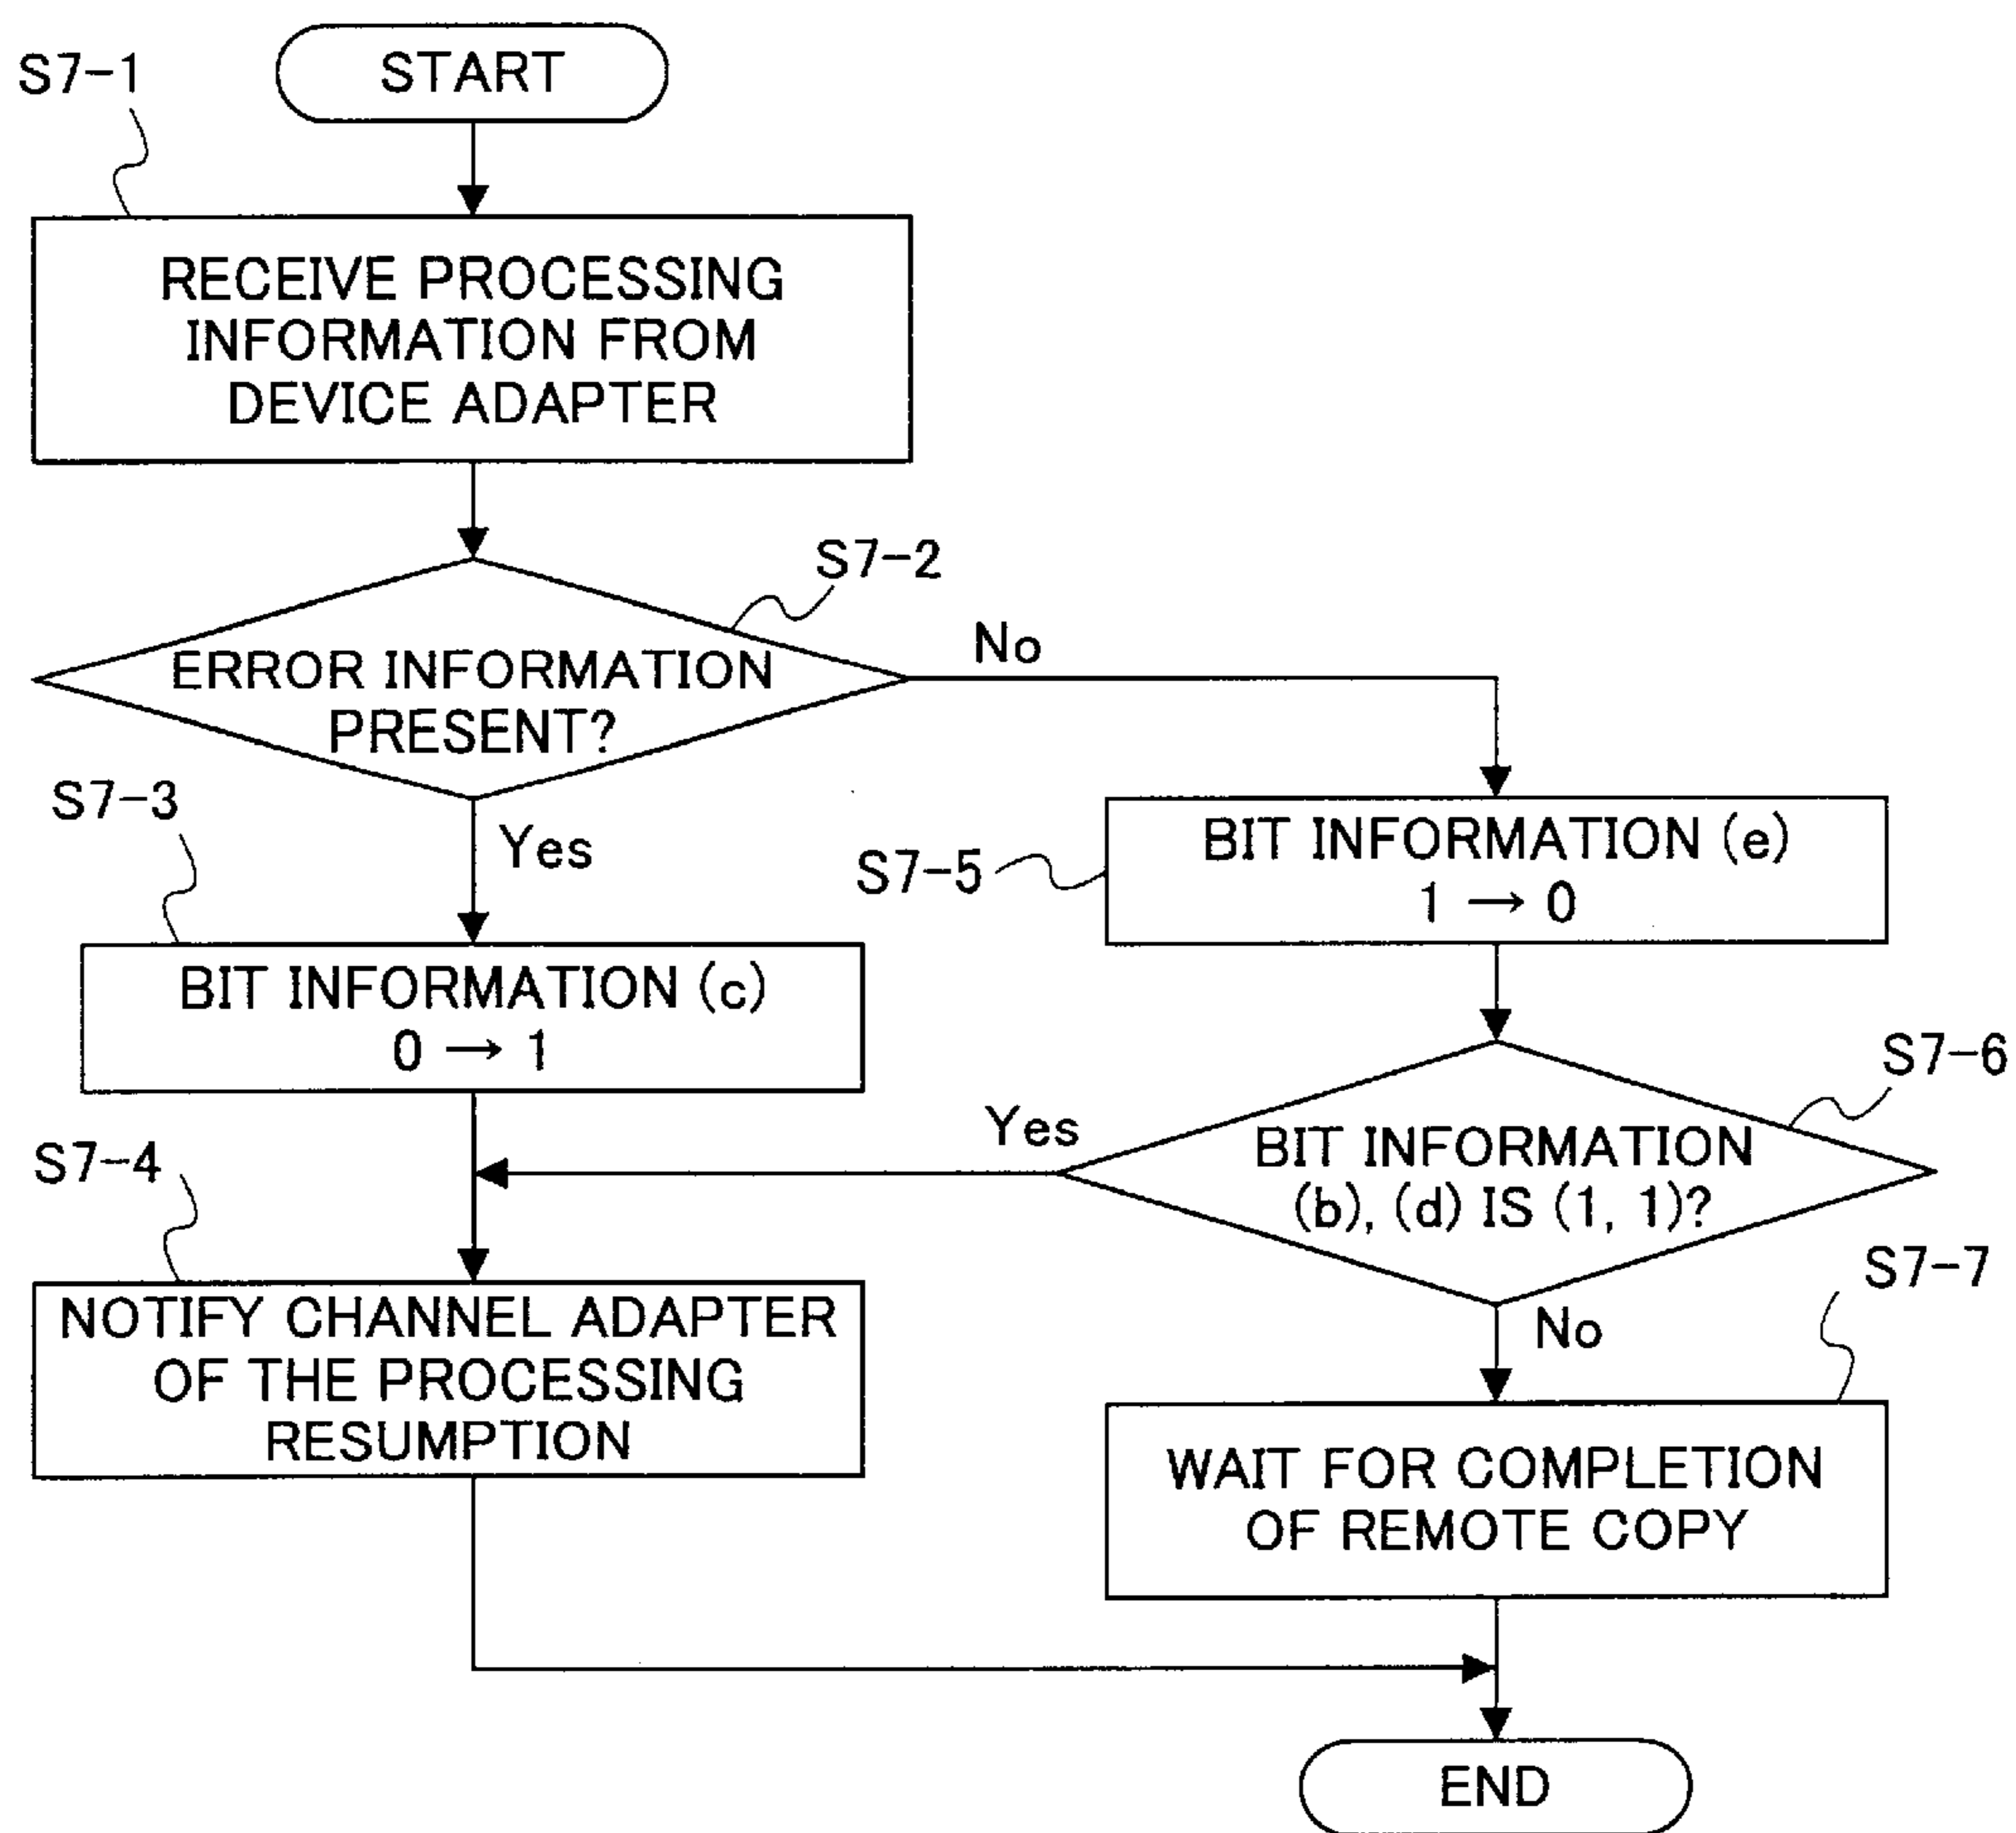 START
S7-1
RECEIVE PROCESSING
INFORMATION FROM
DEVICE ADAPTER
S7-2
ERROR INFORMATION
PRESENT?
No
Yes
S7-3
BIT INFORMATION (c)
0 → 1
S7-5
BIT INFORMATION (e)
1 → 0
S7-6
BIT INFORMATION
(b), (d) IS (1, 1)?
Yes
No
S7-4
NOTIFY CHANNEL ADAPTER
OF THE PROCESSING
RESUMPTION
S7-7
WAIT FOR COMPLETION
OF REMOTE COPY
END